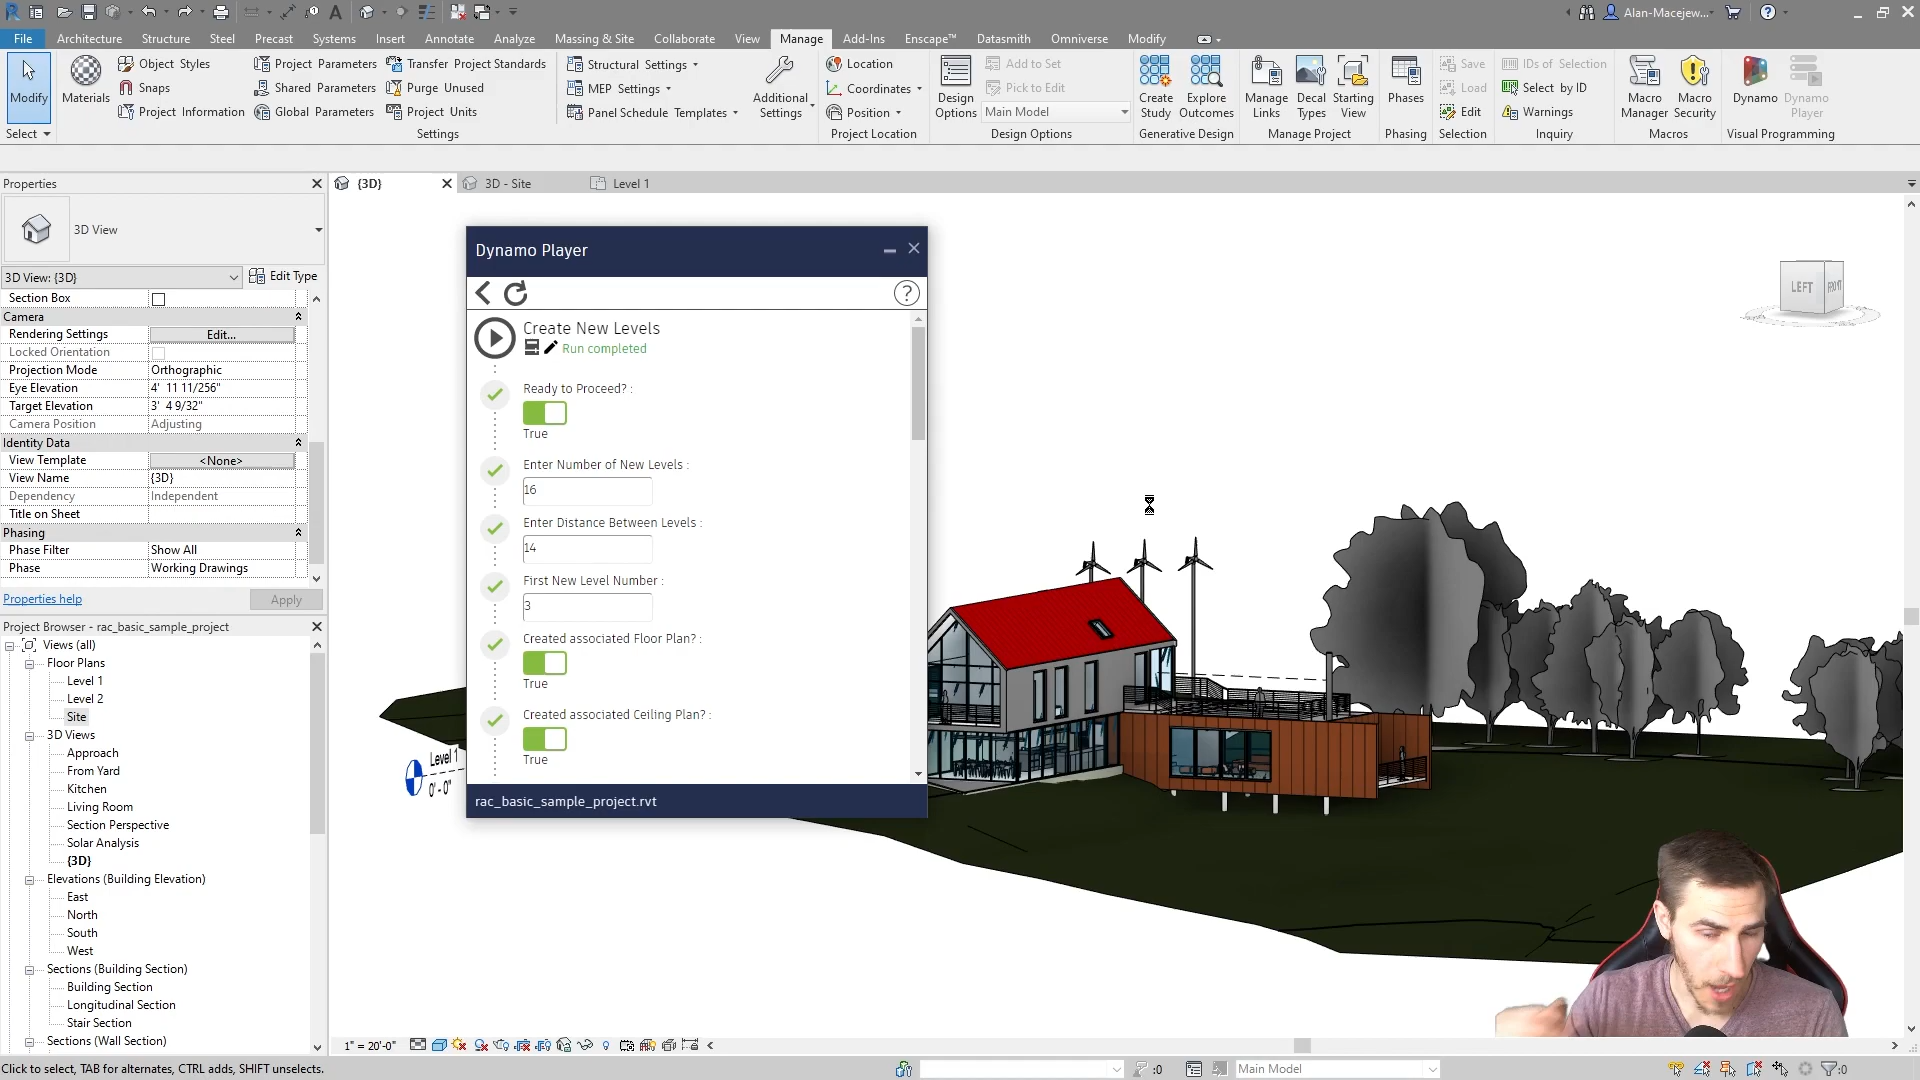 Alan-Macejew...
File Architecture Structure Steel Precast Systems Insert Annotate Analyze Massing & Site Collaborate View Manage Add-Ins Enscape™ Datasmith Omniverse Modify
Modify
Select
Materials
Object Styles
Snaps
Project Information
Project Parameters
Shared Parameters
Global Parameters
Transfer Project Standards
Purge Unused
Project Units
Settings
Structural Settings
MEP Settings
Panel Schedule Templates
Additional Settings
Location
Coordinates
Position
Project Location
Design Options
Add to Set
Pick to Edit
Main Model
Design Options
Create Study
Explore Outcomes
Generative Design
Manage Links
Decal Types
Starting View
Manage Project
Phases
Phasing
Save
Load
Edit
Selection
IDs of Selection
Select by ID
Warnings
Inquiry
Macro Manager
Macro Security
Macros
Dynamo
Dynamo Player
Visual Programming
Properties
3D View
3D View: {3D}
Edit Type
Section Box
Camera
Rendering Settings Edit...
Locked Orientation
Projection Mode Orthographic
Eye Elevation 4' 11 11/256"
Target Elevation 3' 4 9/32"
Camera Position Adjusting
Identity Data
View Template <None>
View Name {3D}
Dependency Independent
Title on Sheet
Phasing
Phase Filter Show All
Phase Working Drawings
Properties help
Apply
Project Browser - rac_basic_sample_project
Views (all)
Floor Plans
Level 1
Level 2
Site
3D Views
Approach
From Yard
Kitchen
Living Room
Section Perspective
Solar Analysis
{3D}
Elevations (Building Elevation)
East
North
South
West
Sections (Building Section)
Building Section
Longitudinal Section
Stair Section
Sections (Wall Section)
{3D}
3D - Site
Level 1
Dynamo Player
Create New Levels
Run completed
Ready to Proceed? :
True
Enter Number of New Levels :
16
Enter Distance Between Levels :
14
First New Level Number :
3
Created associated Floor Plan? :
True
Created associated Ceiling Plan? :
True
rac_basic_sample_project.rvt
Level 1
0' - 0"
LEFT
FRONT
1" = 20'-0"
Click to select, TAB for alternates, CTRL adds, SHIFT unselects.
:0
Main Model
:0